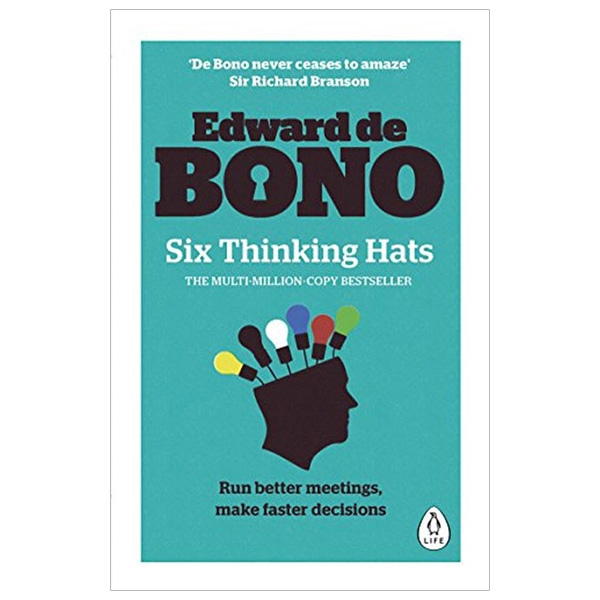 ‘De Bono never ceases to amaze’
Sir Richard Branson
Edward de
BONO
Six Thinking Hats
THE MULTI-MILLION-COPY BESTSELLER
Run better meetings,
make faster decisions
LIFE